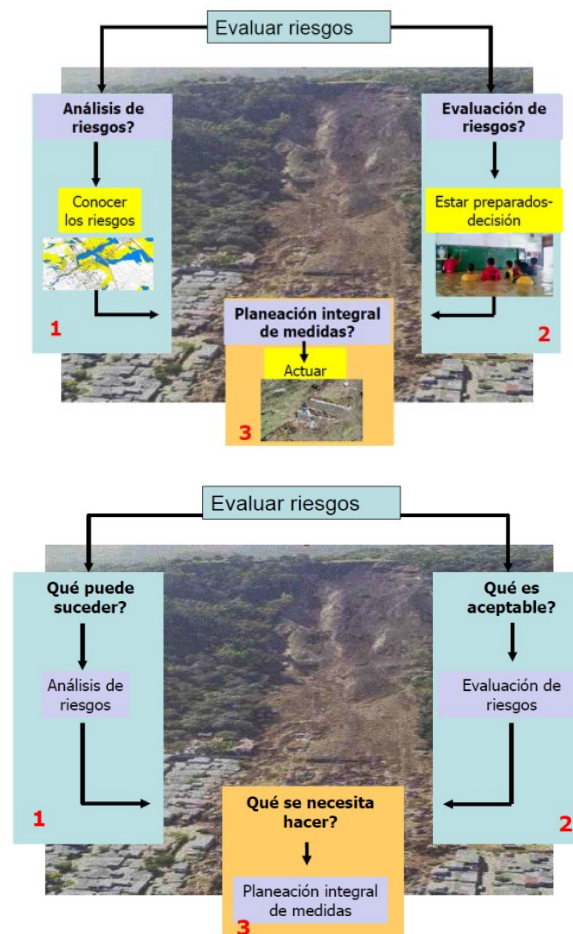 Evaluar riesgos
Análisis de
riesgos?
Conocer
los riesgos
1
Evaluación de
riesgos?
Estar preparados-
decisión
2
Planeación integral
de medidas?
Actuar
3
Evaluar riesgos
Qué puede
suceder?
Análisis de
riesgos
1
Qué es
aceptable?
Evaluación de
riesgos
2
Qué se necesita
hacer?
Planeación integral
de medidas
3